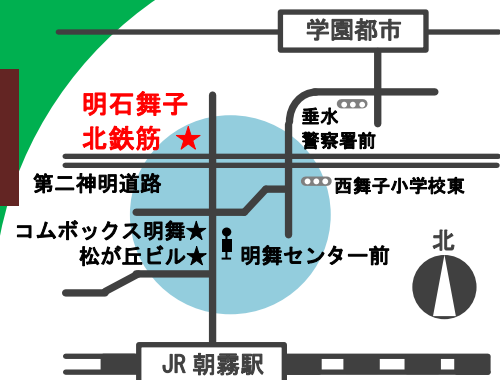 学園都市
明石舞子
北鉄筋 ★
垂水
警察署前
第二神明道路
西舞子小学校東
コムボックス明舞★
松が丘ビル★
明舞センター前
北
JR 朝霧駅